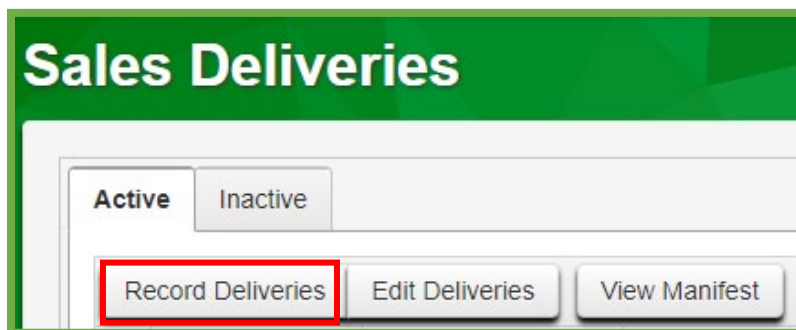 Sales Deliveries
Active Inactive
Record Deliveries Edit Deliveries View Manifest